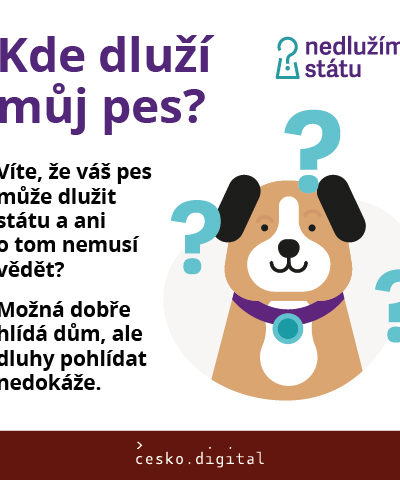 Kde dluží
můj pes?
nedlužím
státu
Víte, že váš pes
může dlužit
státu a ani
o tom nemusí
vědět?
Možná dobře
hlídá dům, ale
dluhy pohlídat
nedokáže.
? ? ?
cesko.digital